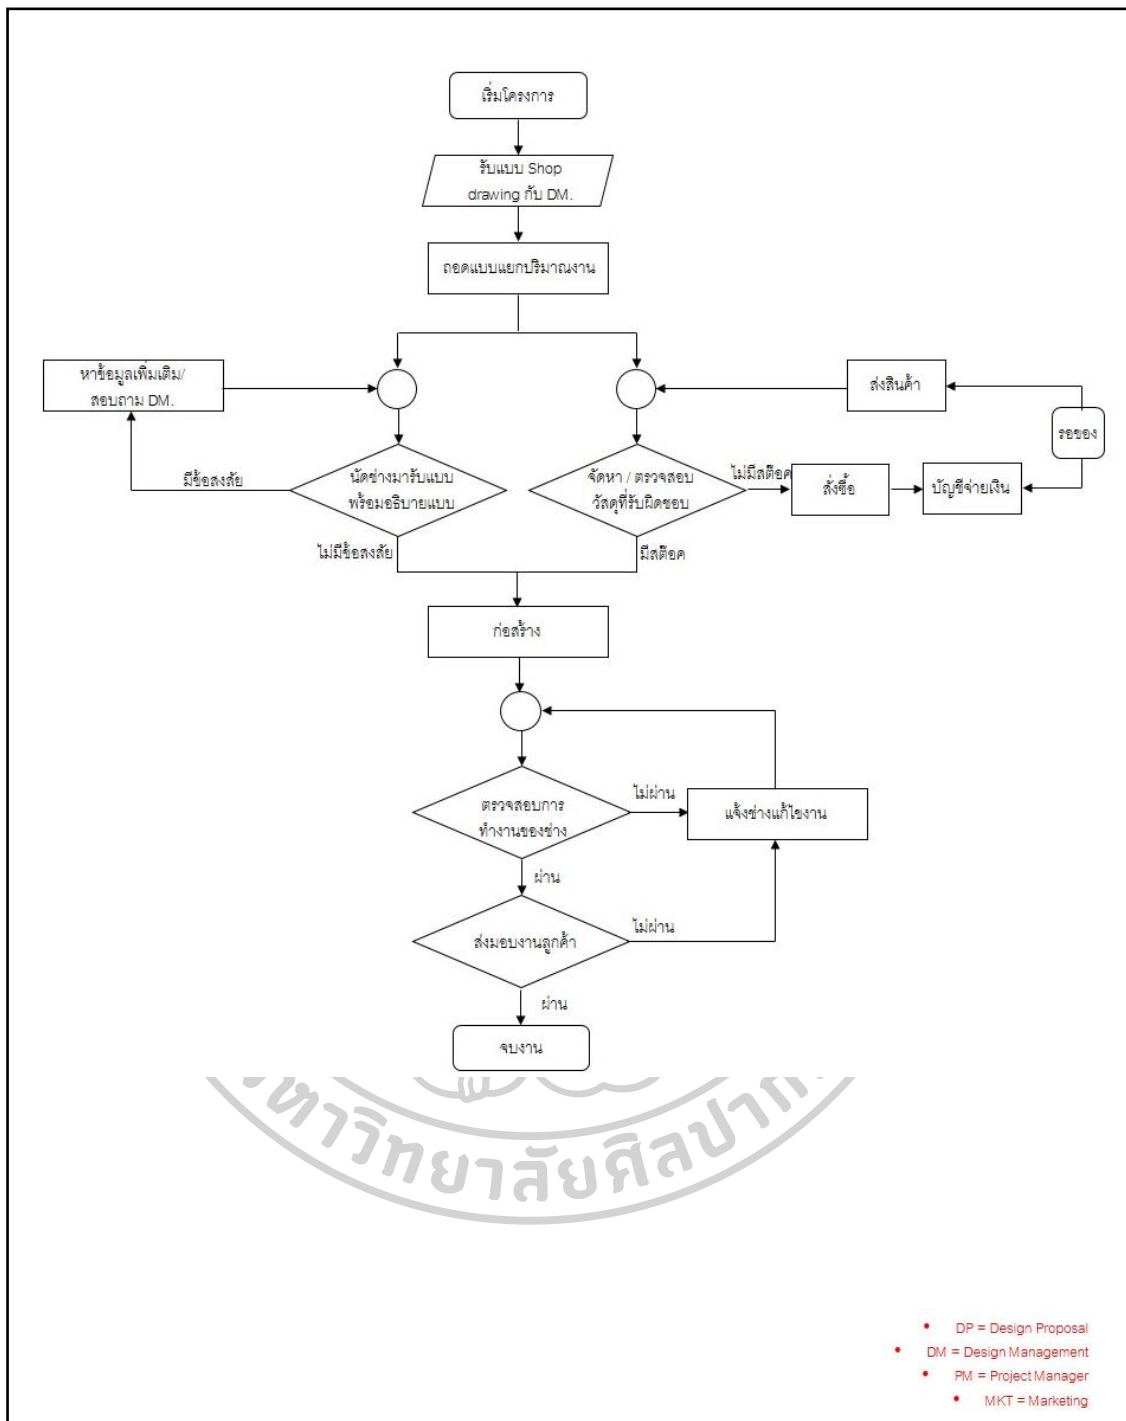 เริ่มโครงการ
รับแบบ Shop
drawing กับ DM.
ถอดแบบแยกปริมาณงาน
หาข้อมูลเพิ่มเติม/
สอบถาม DM.
ส่งสินค้า
รอของ
มีข้อสงสัย
นัดช่างมารับแบบ
พร้อมอธิบายแบบ
จัดหา / ตรวจสอบ
วัสดุที่รับผิดชอบ
ไม่มีสต๊อค
สั่งซื้อ
บัญชีจ่ายเงิน
ไม่มีข้อสงสัย
มีสต๊อค
ก่อสร้าง
ตรวจสอบการ
ทำงานของช่าง
ไม่ผ่าน
แจ้งช่างแก้ไขงาน
ผ่าน
ส่งมอบงานลูกค้า
ไม่ผ่าน
ผ่าน
จบงาน
DP = Design Proposal
DM = Design Management
PM = Project Manager
MKT = Marketing